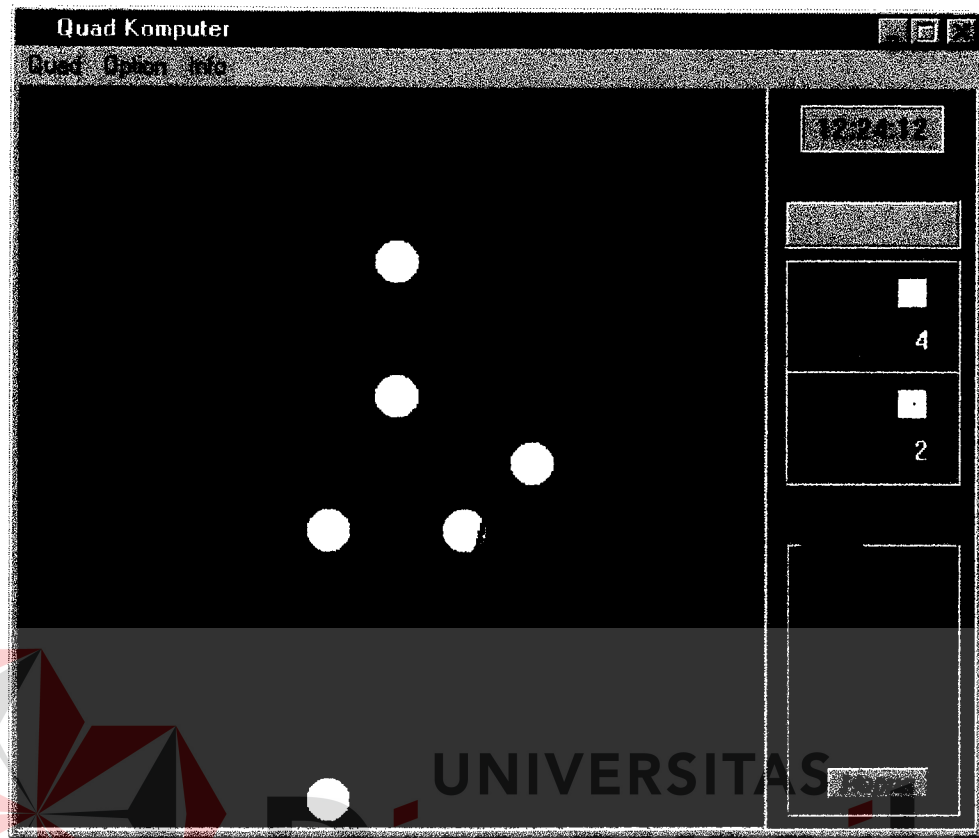 Quad Komputer
Quad Option Info
12:24:12
4
2
UNIVERSITAS